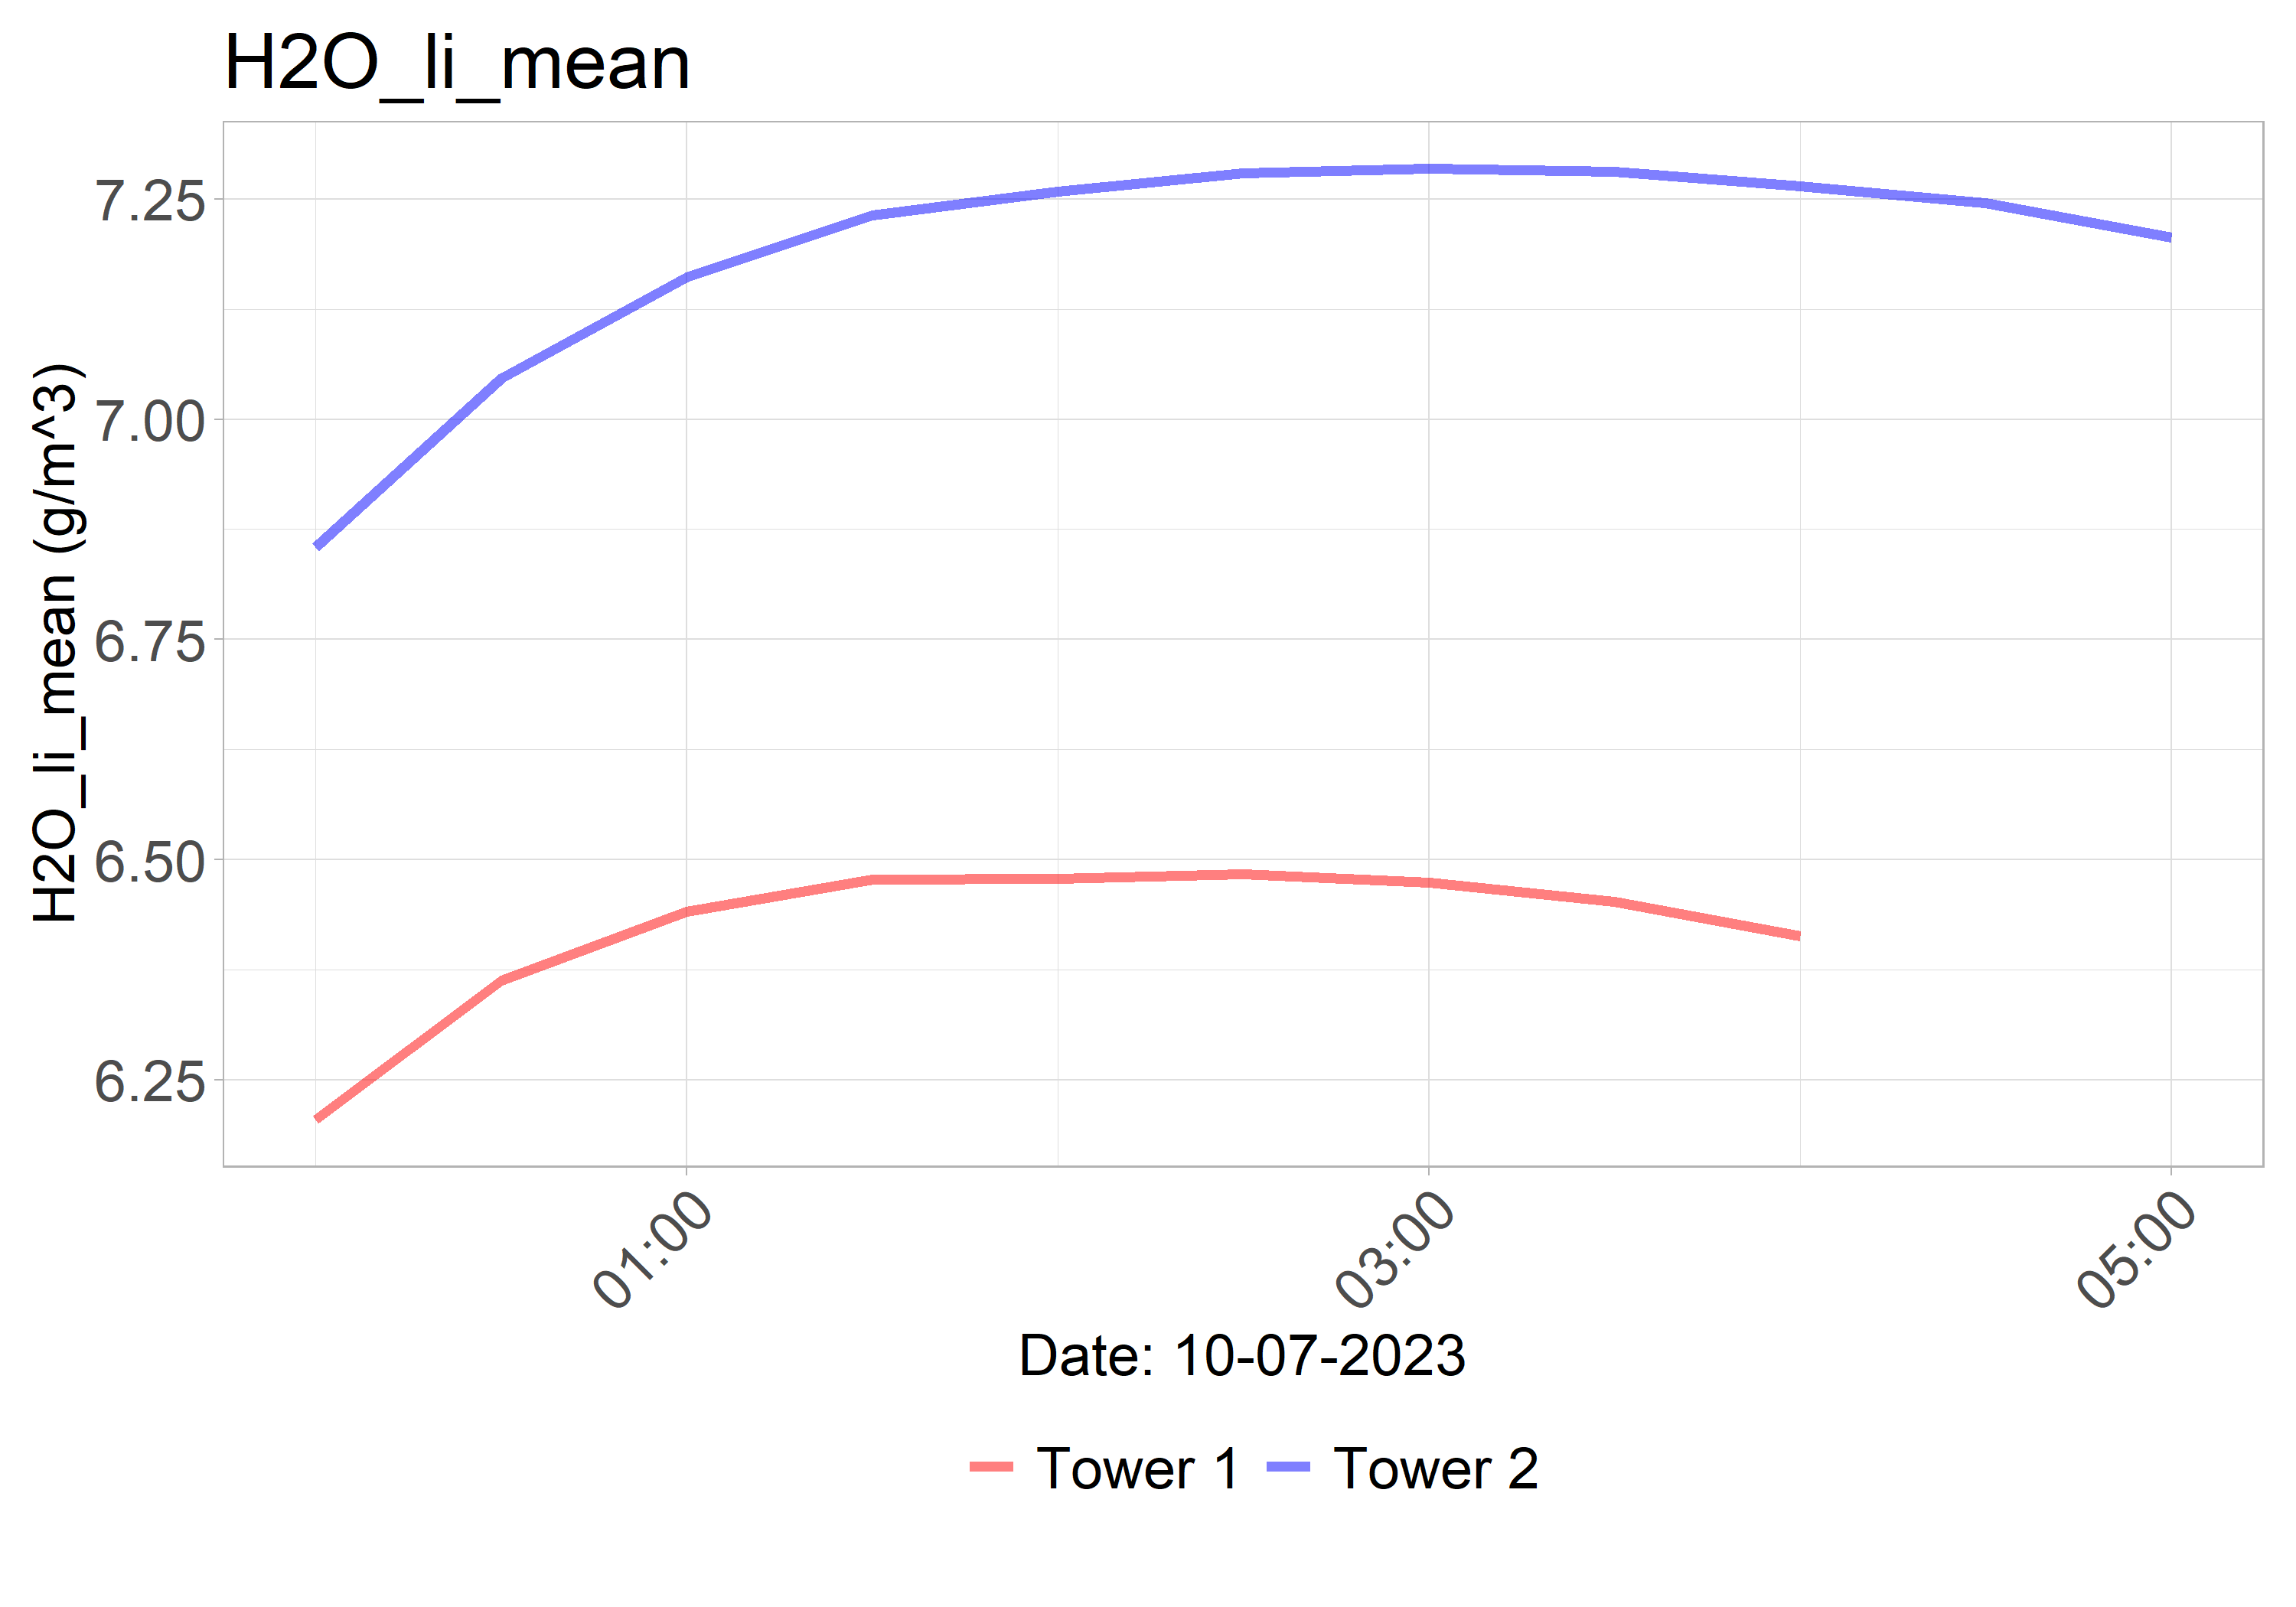 H2O_li_mean
H2O_li_mean (g/m^3)
7.25
7.00
6.75
6.50
6.25
01:00
03:00
05:00
Date: 10-07-2023
Tower 1
Tower 2